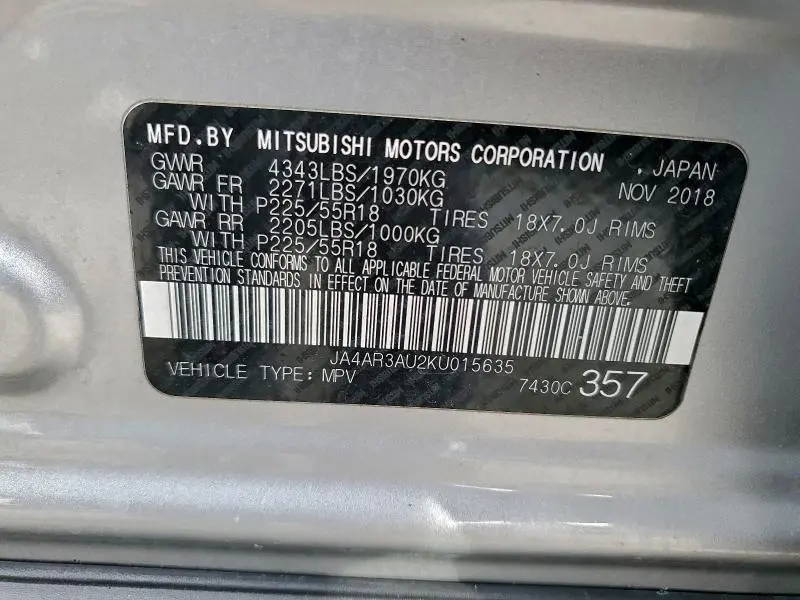 MFD.BY MITSUBISHI MOTORS CORPORATION , JAPAN
GVWR 4343LBS/1970KG NOV 2018
GAWR FR 2271LBS/1030KG
WITH P225/55R18 TIRES 18X7.0J RIMS
GAWR RR 2205LBS/1000KG
WITH P225/55R18 TIRES 18X7.0J RIMS
THIS VEHICLE CONFORMS TO ALL APPLICABLE FEDERAL MOTOR VEHICLE SAFETY AND THEFT
PREVENTION STANDARDS IN EFFECT ON THE DATE OF MANUFACTURE SHOWN ABOVE.
JA4AR3AU2KU015635
VEHICLE TYPE: MPV 7430C 357